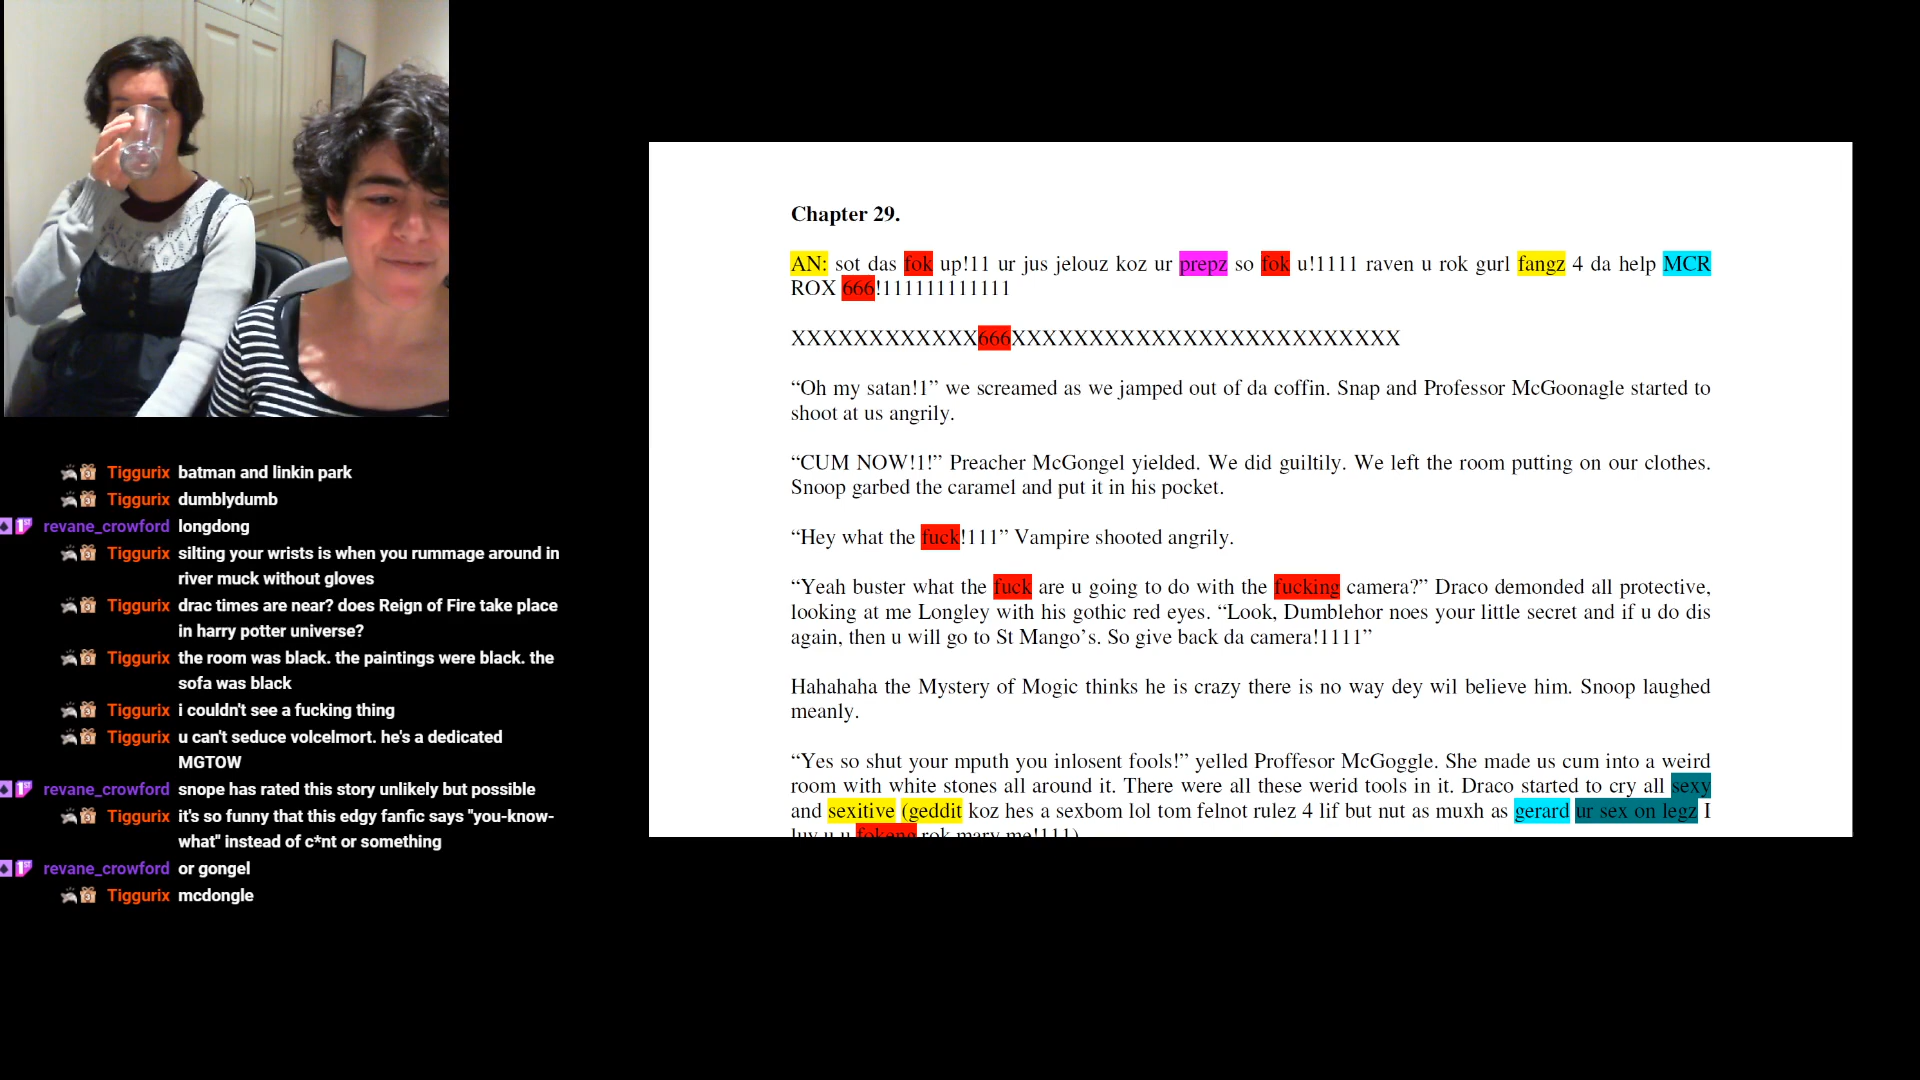 batman and linkin park
Tiggurix batman and linkin park
Tiggurix dumblydumb
revane_crowford longdong
Tiggurix silting your wrists is when you rummage around in
river muck without gloves
Tiggurix drac times are near? does Reign of Fire take place
in harry potter universe?
Tiggurix the room was black. the paintings were black. the
sofa was black
Tiggurix i couldn't see a fucking thing
Tiggurix u can't seduce volcelmort. he's a dedicated
MGTOW
revane_crowford snope has rated this story unlikely but possible
Tiggurix it's so funny that this edgy fanfic says "you-know-
what" instead of c*nt or something
revane_crowford or gongel
Tiggurix mcdongle
Chapter 29.
AN: sot das fok up!11 ur jus jelouz koz ur prepz so fok u!1111 raven u rok gurl fangz 4 da help MCR
ROX 666!111111111111
XXXXXXXXXXXX666XXXXXXXXXXXXXXXXXXXXXXXXX
“Oh my satan!1” we screamed as we jamped out of da coffin. Snap and Professor McGoonagle started to
shoot at us angrily.
“CUM NOW!1!” Preacher McGongel yielded. We did guiltily. We left the room putting on our clothes.
Snoop garbed the caramel and put it in his pocket.
“Hey what the fuck!111” Vampire shooted angrily.
“Yeah buster what the fuck are u going to do with the fucking camera?” Draco demonded all protective,
looking at me Longley with his gothic red eyes. “Look, Dumblehor noes your little secret and if u do dis
again, then u will go to St Mango’s. So give back da camera!1111”
Hahahaha the Mystery of Mogic thinks he is crazy there is no way dey wil believe him. Snoop laughed
meanly.
“Yes so shut your mputh you inlosent fools!” yelled Proffesor McGoggle. She made us cum into a weird
room with white stones all around it. There were all these werid tools in it. Draco started to cry all sexy
and sexitive (geddit koz hes a sexbom lol tom felnot rulez 4 lif but nut as muxh as gerard ur sex on legz I
luv u u fokeng rok mary me!111)